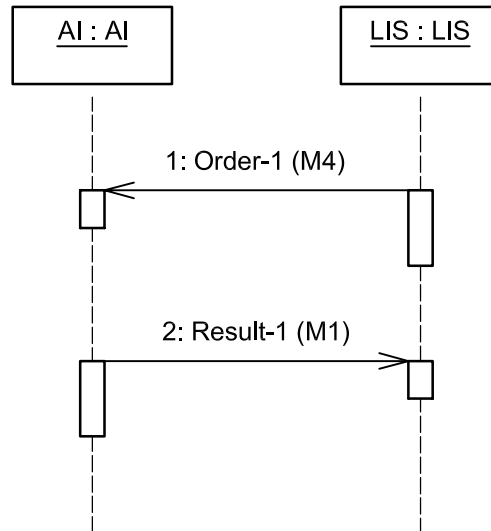 AI : AI
LIS : LIS
1: Order-1 (M4)
2: Result-1 (M1)